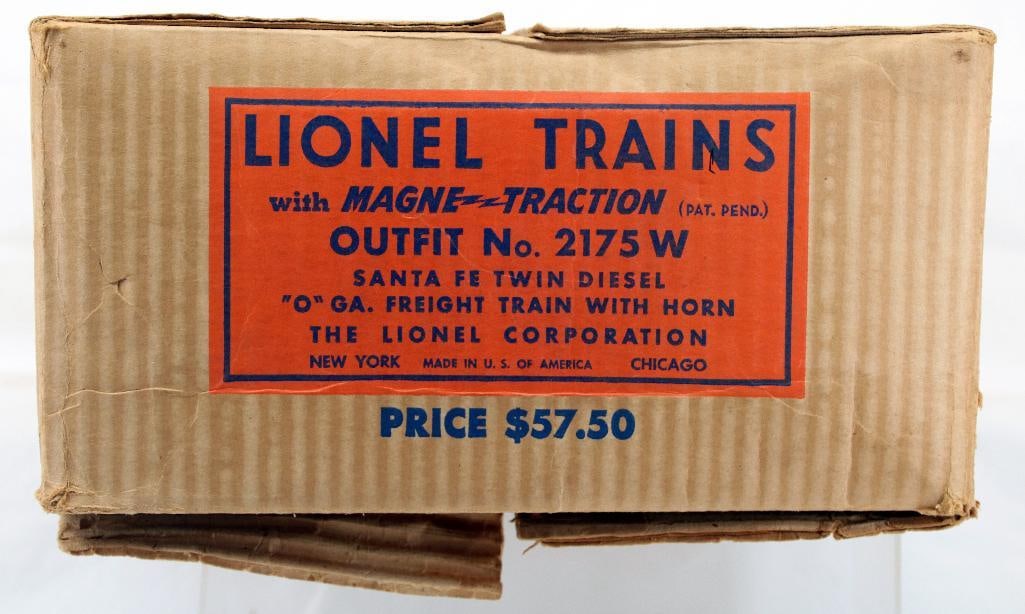 LIONEL TRAINS
with MAGNE-TRACTION (PAT. PEND.)
OUTFIT No. 2175 W
SANTA FE TWIN DIESEL
"O" GA. FREIGHT TRAIN WITH HORN
THE LIONEL CORPORATION
NEW YORK MADE IN U. S. OF AMERICA CHICAGO
PRICE $57.50